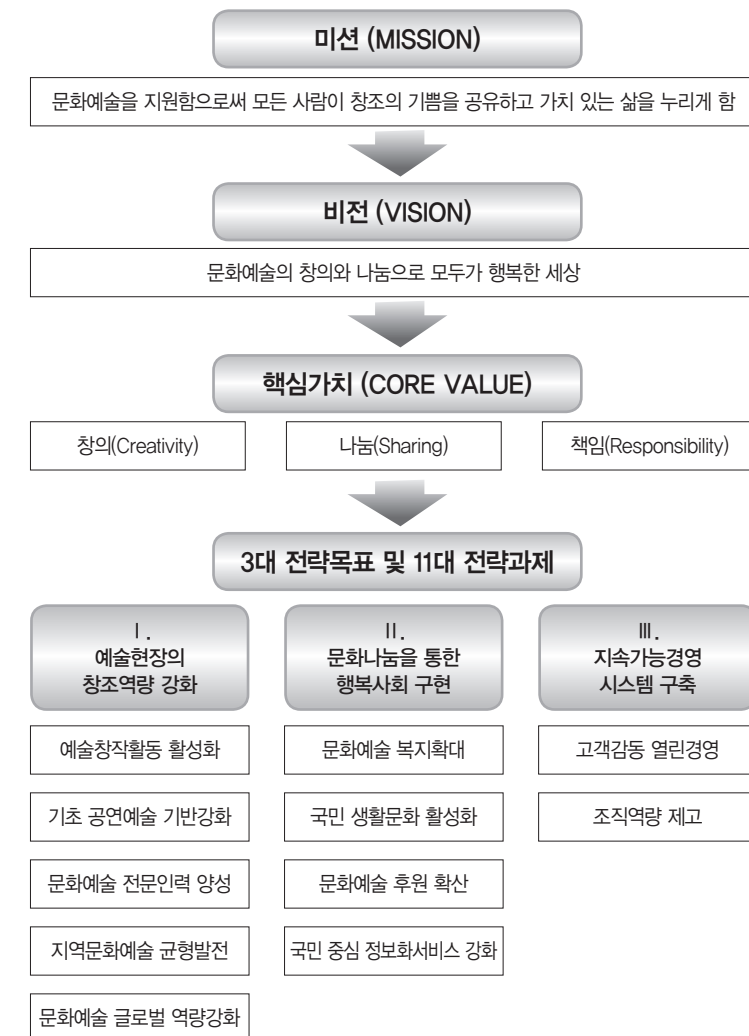 미션 (MISSION)
문화예술을 지원함으로써 모든 사람이 창조의 기쁨을 공유하고 가치 있는 삶을 누리게 함
비전 (VISION)
문화예술의 창의와 나눔으로 모두가 행복한 세상
핵심가치 (CORE VALUE)
창의(Creativity)
나눔(Sharing)
책임(Responsibility)
3대 전략목표 및 11대 전략과제
Ⅰ.
예술현장의
창조역량 강화
예술창작활동 활성화
기초 공연예술 기반강화
문화예술 전문인력 양성
지역문화예술 균형발전
문화예술 글로벌 역량강화
Ⅱ.
문화나눔을 통한
행복사회 구현
문화예술 복지확대
국민 생활문화 활성화
문화예술 후원 확산
국민 중심 정보화서비스 강화
Ⅲ.
지속가능경영
시스템 구축
고객감동 열린경영
조직역량 제고